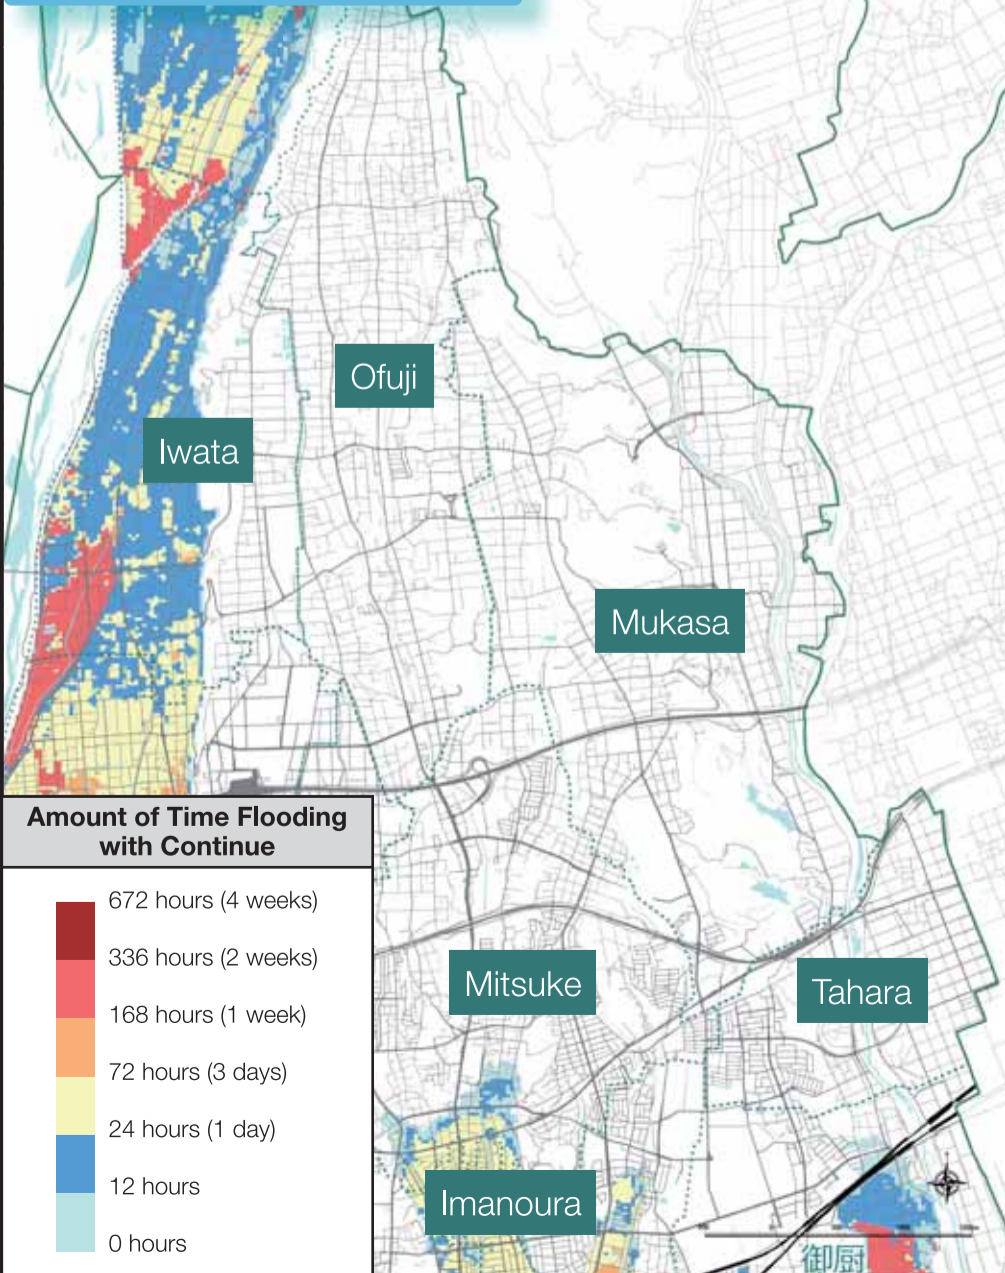 Ofuji
Iwata
Mukasa
Amount of Time Flooding
with Continue
672 hours (4 weeks)
336 hours (2 weeks)
168 hours (1 week)
72 hours (3 days)
24 hours (1 day)
12 hours
0 hours
Mitsuke
Tahara
Imanoura
御厨